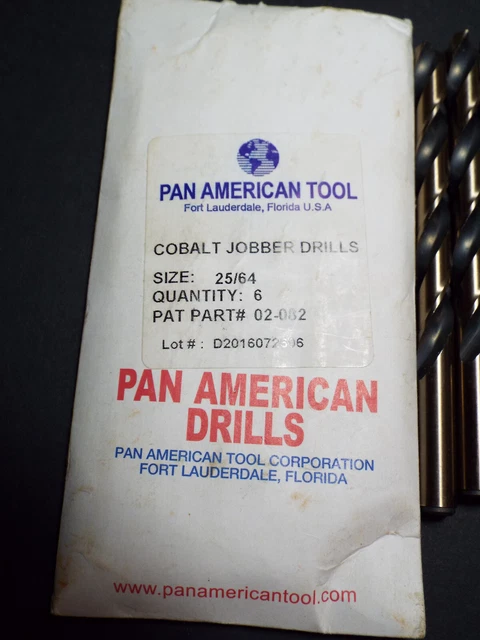 PAN AMERICAN TOOL
Fort Lauderdale, Florida U.S.A
COBALT JOBBER DRILLS
SIZE: 25/64
QUANTITY: 6
PAT PART# 02-082
Lot # :
PAN AMERICAN
DRILLS
PAN AMERICAN TOOL CORPORATION
FORT LAUDERDALE, FLORIDA
www.panamericantool.com